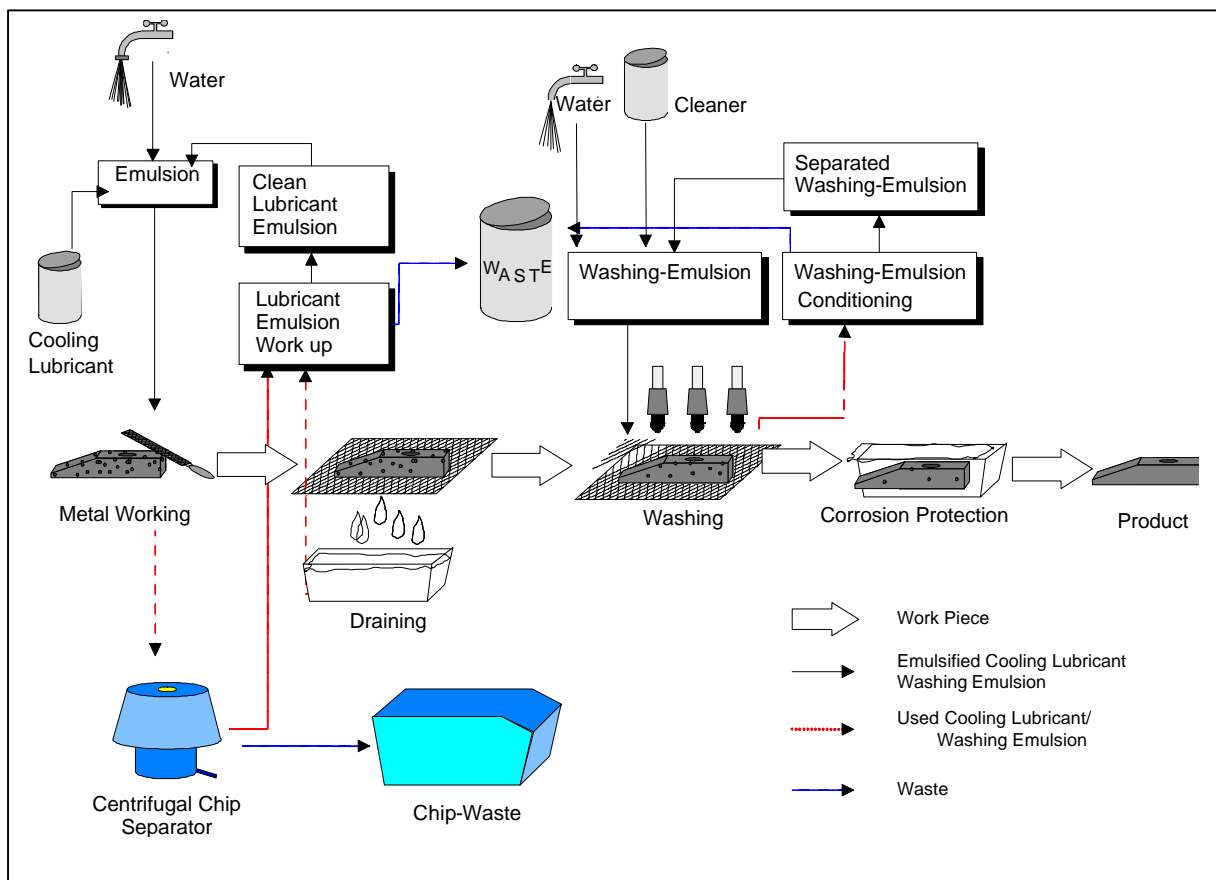 Water
Emulsion
Cooling
Lubricant
Clean
Lubricant
Emulsion
Lubricant
Emulsion
Work up
WASTE
Water
Cleaner
Washing-Emulsion
Separated
Washing-Emulsion
Washing-Emulsion
Conditioning
Metal Working
Draining
Washing
Corrosion Protection
Product
Centrifugal Chip
Separator
Chip-Waste
Work Piece
Emulsified Cooling Lubricant
Washing Emulsion
Used Cooling Lubricant/
Washing Emulsion
Waste